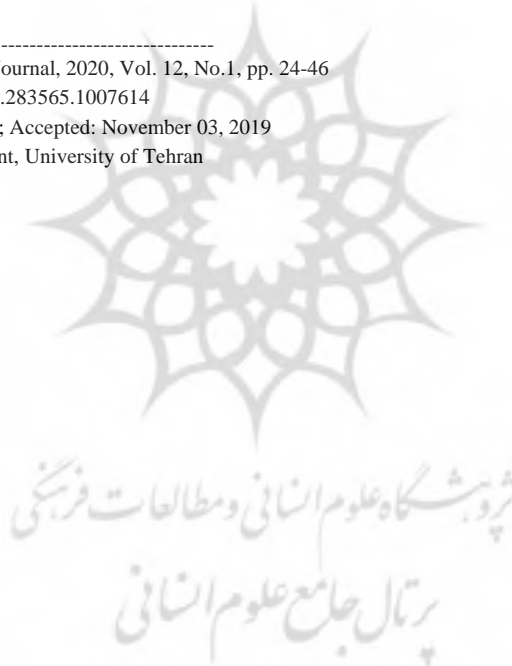 ------------------------------
ournal, 2020, Vol. 12, No.1, pp. 24-46
.283565.1007614
; Accepted: November 03, 2019
nt, University of Tehran
پژوهشگاه علوم انسانی و مطالعات فرهنگی
پرتال جامع علوم انسانی